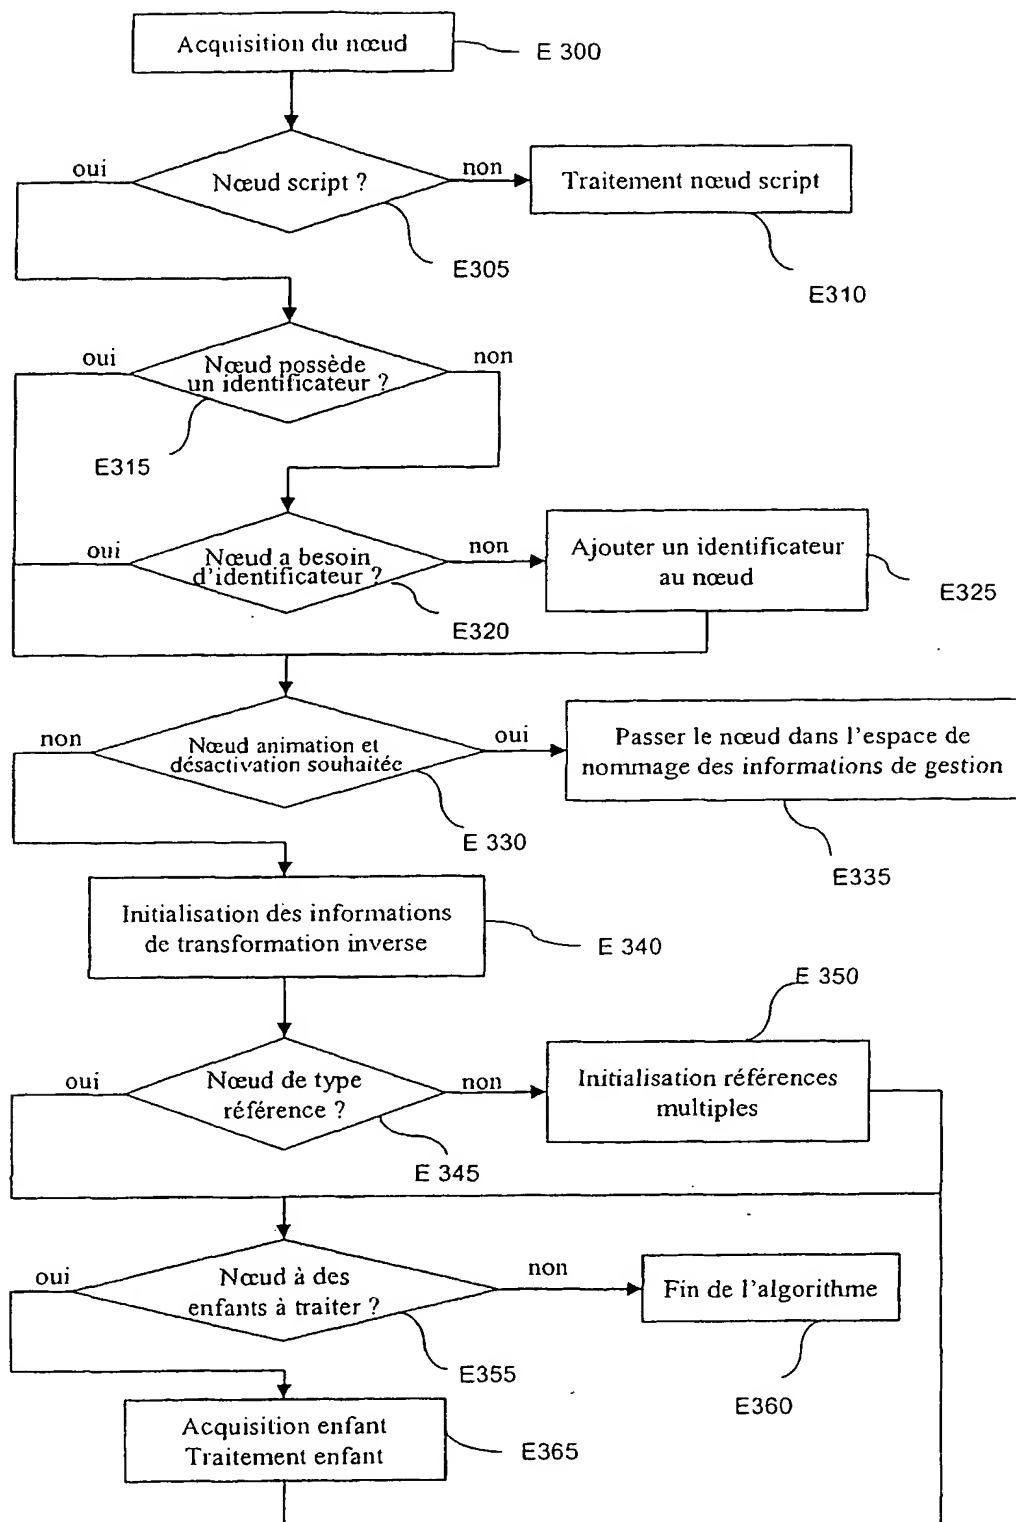 Acquisition du nœud
E 300
oui
Nœud script ?
non
Traitement nœud script
E305
E310
oui
Nœud possède
un identificateur ?
non
E315
oui
Nœud a besoin
d'identificateur ?
non
Ajouter un identificateur
au nœud
E325
E320
non
Nœud animation et
désactivation souhaitée
oui
Passer le nœud dans l'espace de
nommage des informations de gestion
E 330
E335
Initialisation des informations
de transformation inverse
E 340
E 350
oui
Nœud de type
référence ?
non
Initialisation références
multiples
E 345
oui
Nœud à des
enfants à traiter ?
non
Fin de l'algorithme
E355
E360
Acquisition enfant
Traitement enfant
E365